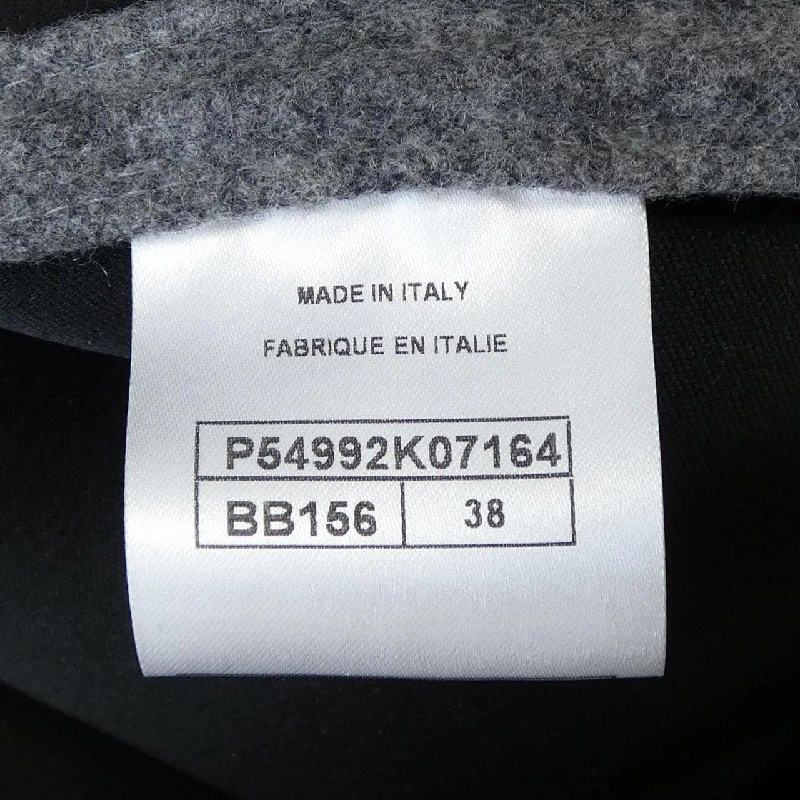 MADE IN ITALY
FABRIQUE EN ITALIE
P54992K07164
BB156 38